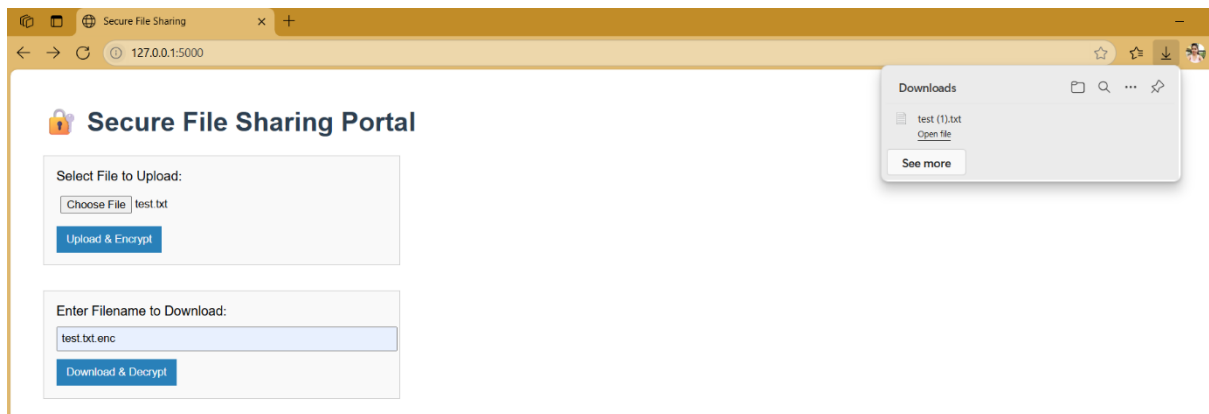 Secure File Sharing
127.0.0.1:5000
Downloads
test (1).txt
Open file
See more
Secure File Sharing Portal
Select File to Upload:
Choose File test.txt
Upload & Encrypt
Enter Filename to Download:
test.txt.enc
Download & Decrypt